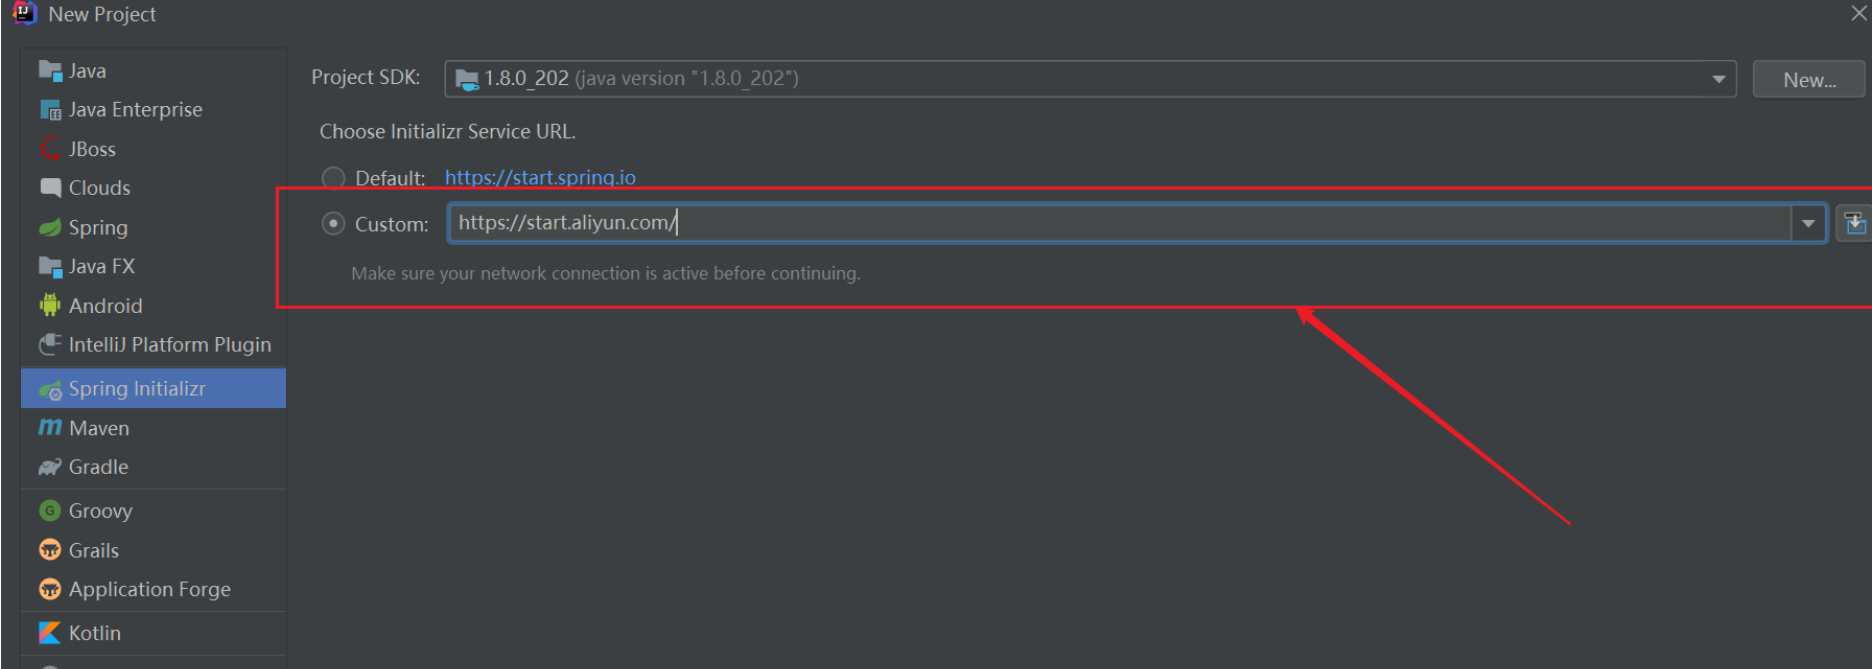 New Project
Java
Java Enterprise
JBoss
Clouds
Spring
Java FX
Android
IntelliJ Platform Plugin
Spring Initializr
Maven
Gradle
Groovy
Grails
Application Forge
Kotlin
Project SDK: 1.8.0_202 (java version "1.8.0_202") New...
Choose Initializr Service URL.
Default: https://start.spring.io
Custom: https://start.aliyun.com/
Make sure your network connection is active before continuing.